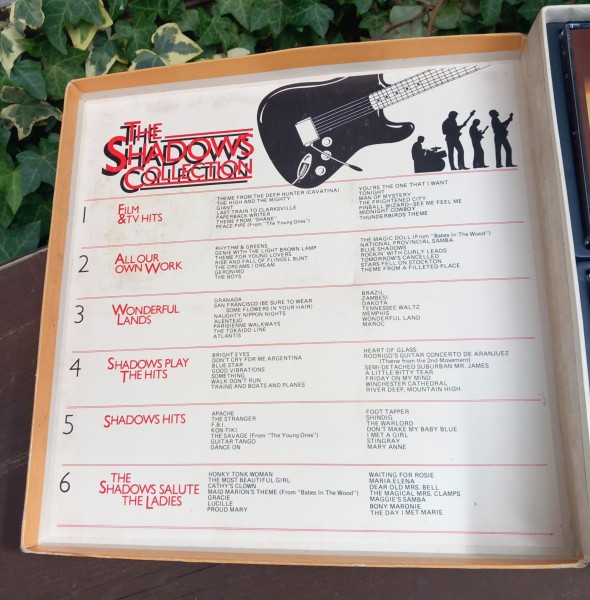 THE
SHADOWS
COLLECTION
1
FILM
& TV HITS
THEME FROM THE DEER HUNTER (CAVATINA)
THE HIGH AND THE MIGHTY
GIANT
LAST TRAIN TO CLARKSVILLE
PAPERBACK WRITER
THEME FROM "SHANE"
PEACE PIPE (From "The Young Ones")
YOU'RE THE ONE THAT I WANT
TONIGHT
MAN OF MYSTERY
THE FRIGHTENED CITY
PINBALL WIZARD–SEE ME FEEL ME
MIDNIGHT COWBOY
THUNDERBIRDS THEME
2
ALL OUR
OWN WORK
RHYTHM & GREENS
GENIE WITH THE LIGHT BROWN LAMP
THEME FOR YOUNG LOVERS
RISE AND FALL OF FLINGEL BUNT
THE DREAMS I DREAM
GERONIMO
THE BOYS
THE MAGIC DOLL (From "Babes In The Wood")
NATIONAL PROVINCIAL SAMBA
BLUE SHADOWS
ROCKIN' WITH CURLY LEADS
TOMORROW'S CANCELLED
STARS FELL ON STOCKTON
THEME FROM A FILLETED PLACE
3
WONDERFUL
LANDS
GRANADA
SAN FRANCISCO (BE SURE TO WEAR
SOME FLOWERS IN YOUR HAIR)
NAUGHTY NIPPON NIGHTS
ALENTEJO
PARISIENNE WALKWAYS
THE TOKAIDO LINE
ATLANTIS
BRAZIL
ZAMBESI
DAKOTA
TENNESSEE WALTZ
MEMPHIS
WONDERFUL LAND
MAROC
4
SHADOWS PLAY
THE HITS
BRIGHT EYES
DON'T CRY FOR ME ARGENTINA
BLUE STAR
GOOD VIBRATIONS
SOMETHING
WALK DON'T RUN
TRAINS AND BOATS AND PLANES
HEART OF GLASS
RODRIGO'S GUITAR CONCERTO DE ARANJUEZ
(Theme from the 2nd Movement)
SEMI-DETACHED SUBURBAN MR. JAMES
A LITTLE BITTY TEAR
FRIDAY ON MY MIND
WINCHESTER CATHEDRAL
RIVER DEEP, MOUNTAIN HIGH
5
SHADOWS HITS
APACHE
THE STRANGER
F.B.I.
KON-TIKI
THE SAVAGE (From "The Young Ones")
GUITAR TANGO
DANCE ON
FOOT TAPPER
SHINDIG
THE WARLORD
DON'T MAKE MY BABY BLUE
I MET A GIRL
STINGRAY
MARY ANNE
6
THE
SHADOWS SALUTE
THE LADIES
HONKY TONK WOMAN
THE MOST BEAUTIFUL GIRL
CATHY'S CLOWN
MAID MARION'S THEME (From "Babes In The Wood")
GRACIE
LUCILLE
PROUD MARY
WAITING FOR ROSIE
MARIA ELENA
DEAR OLD MRS. BELL
THE MAGICAL MRS. CLAMPS
MAGGIE'S SAMBA
BONY MARONIE
THE DAY I MET MARIE